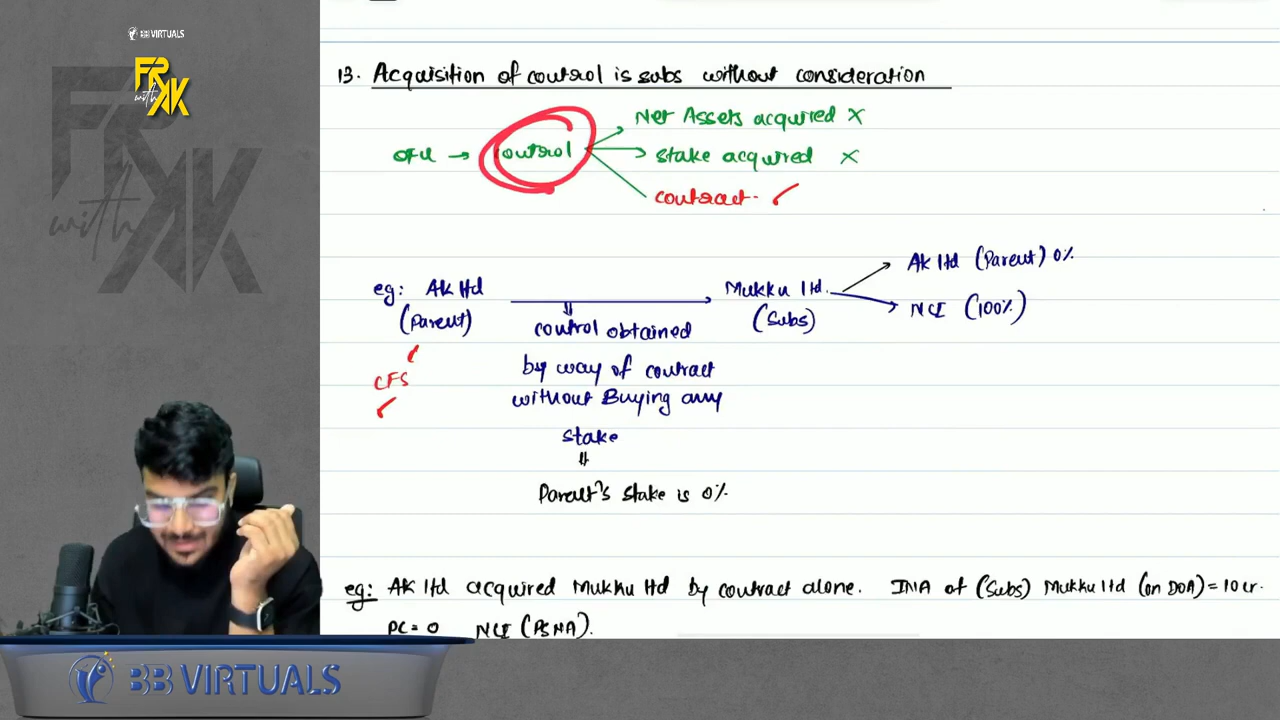 BB VIRTUALS
FR
with
AK
13. Acquisition of control is subs without consideration
Net Assets acquired X
control
stake acquired X
contract ✓
eg: AK ltd
(Parent)
control obtained
by way of contract
without Buying any
stake
Parent's stake is 0%
Mukku ltd.
(Subs)
AK ltd (Parent) 0%
NCI (100%)
CFS
eg: AK ltd acquired Mukku ltd by contract alone. INA of (Subs) Mukku ltd (on DOA) = 10 cr.
PC = 0 NCI (PSNA).
BB VIRTUALS